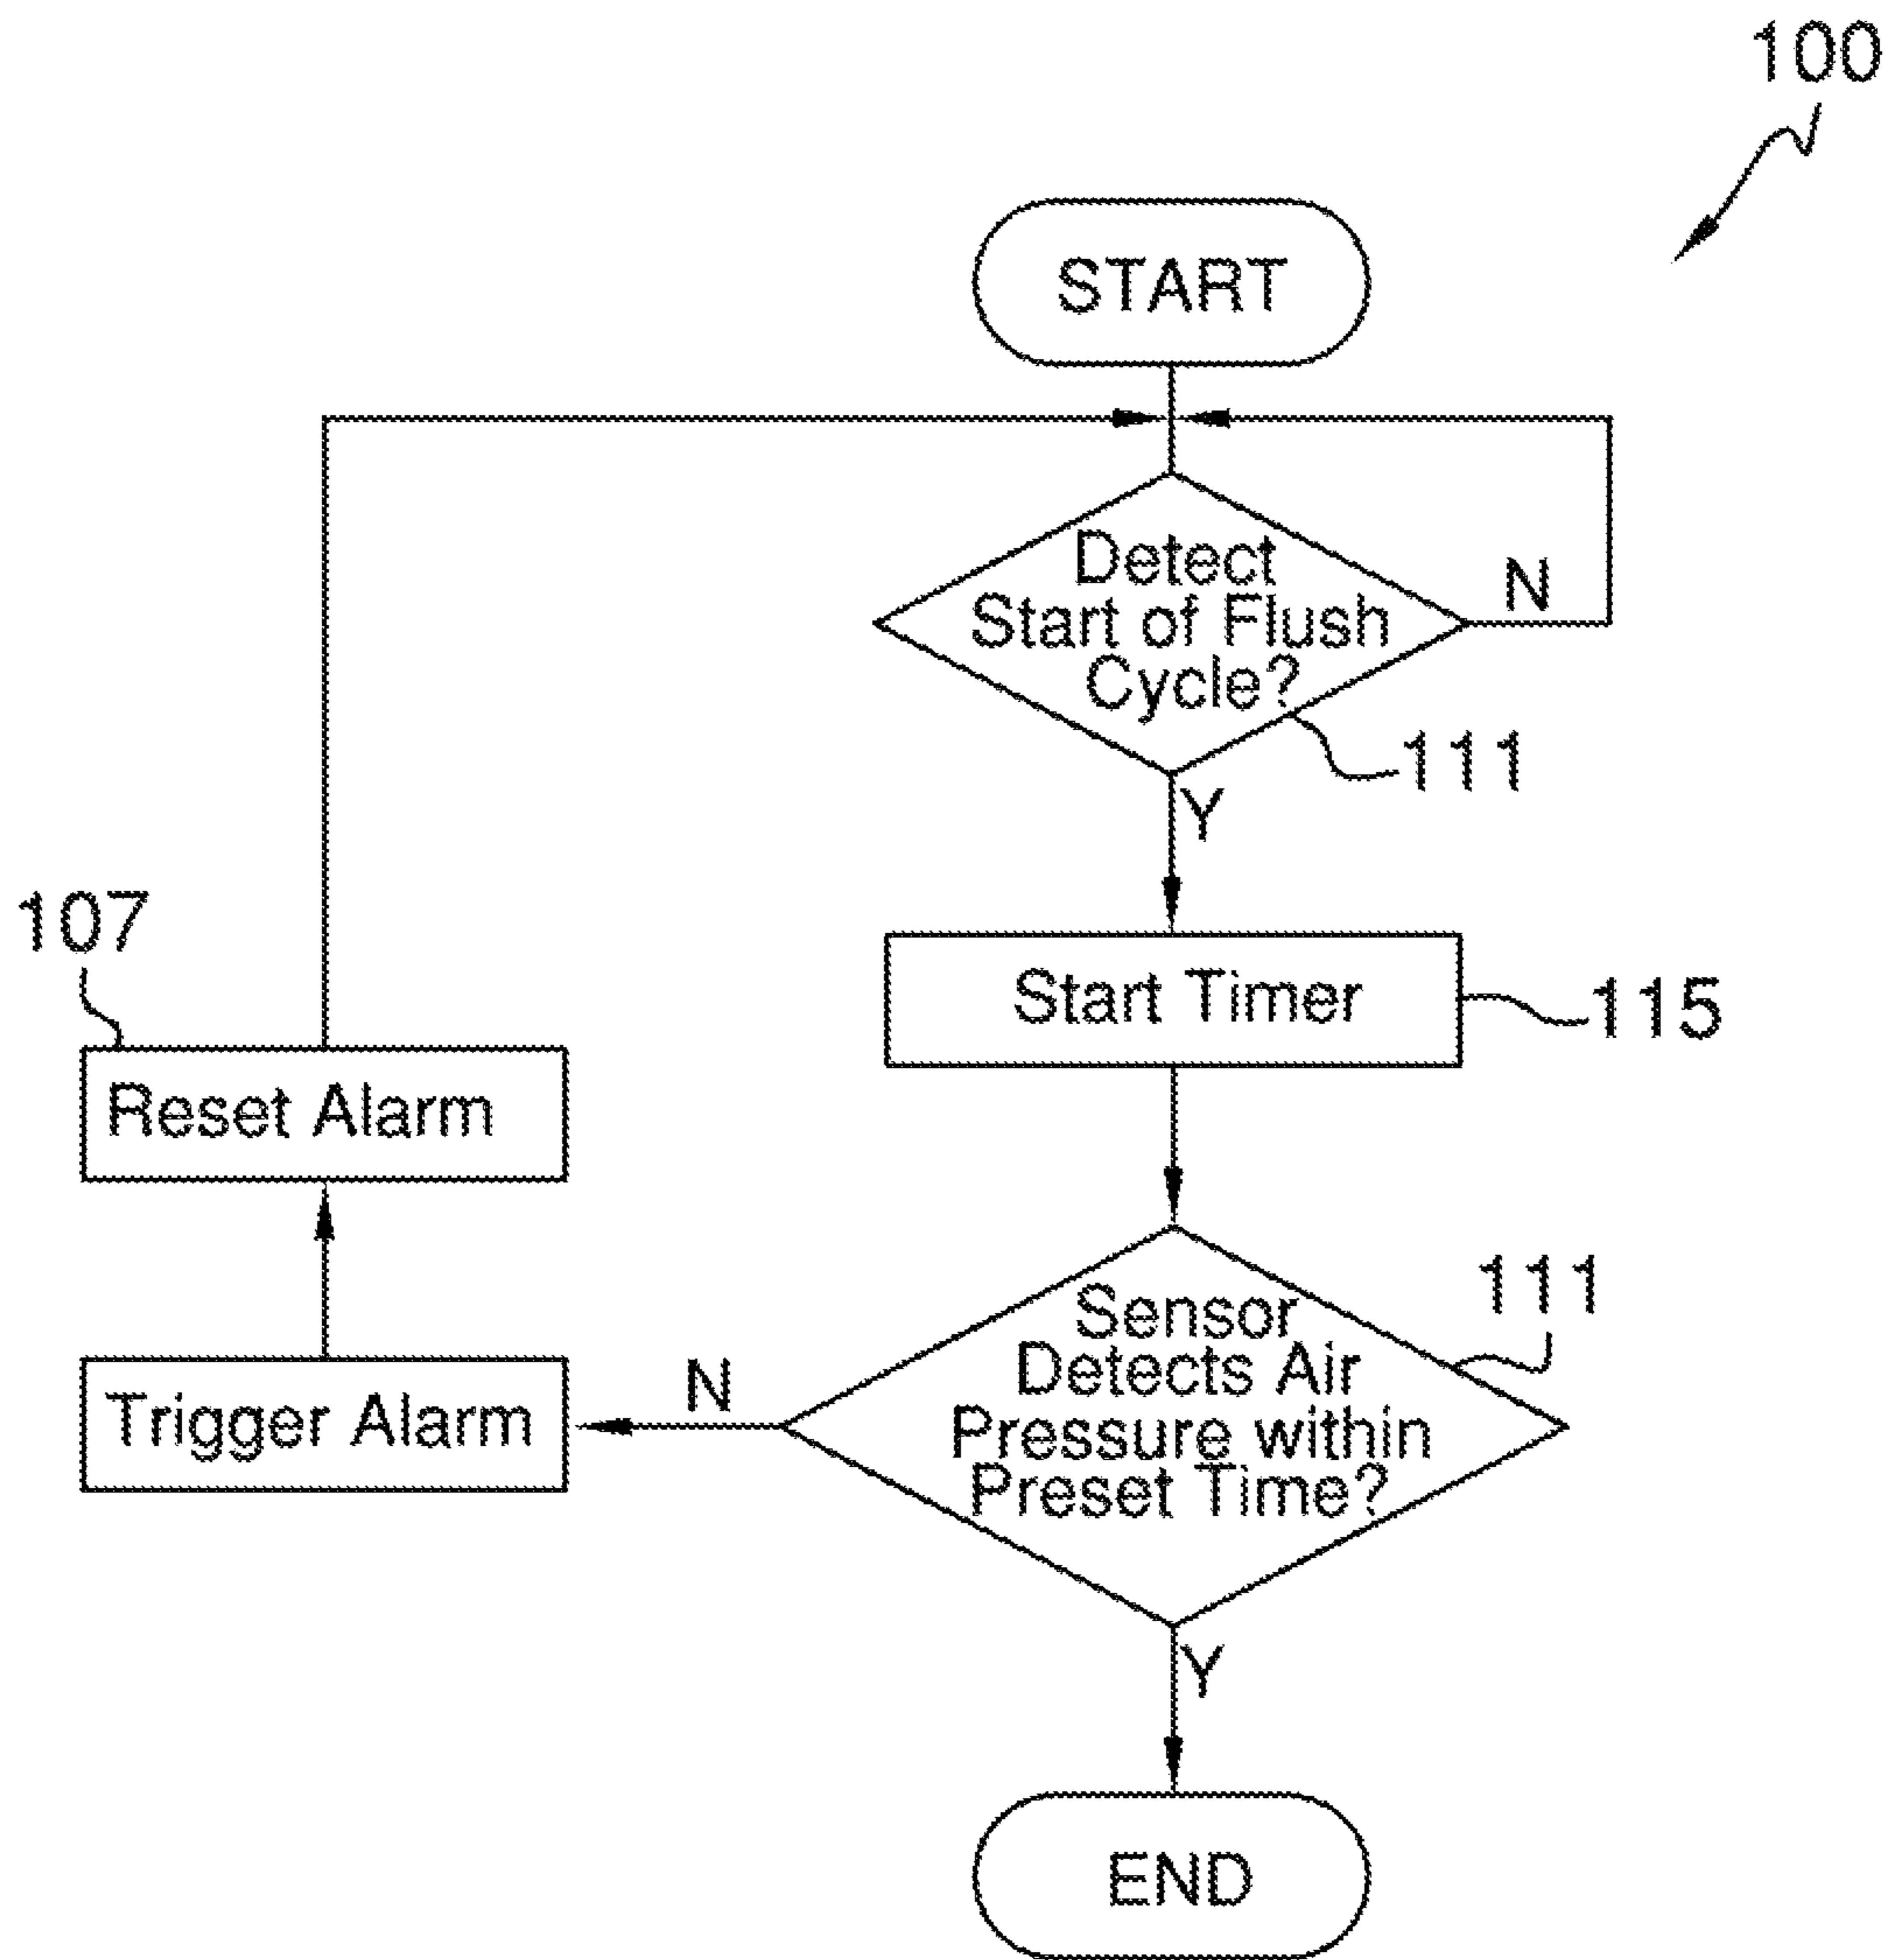 100
START
Detect
Start of Flush
Cycle?
N
111
Y
107
Start Timer
115
Reset Alarm
Sensor
Detects Air
Pressure within
Preset Time?
111
N
Trigger Alarm
Y
END